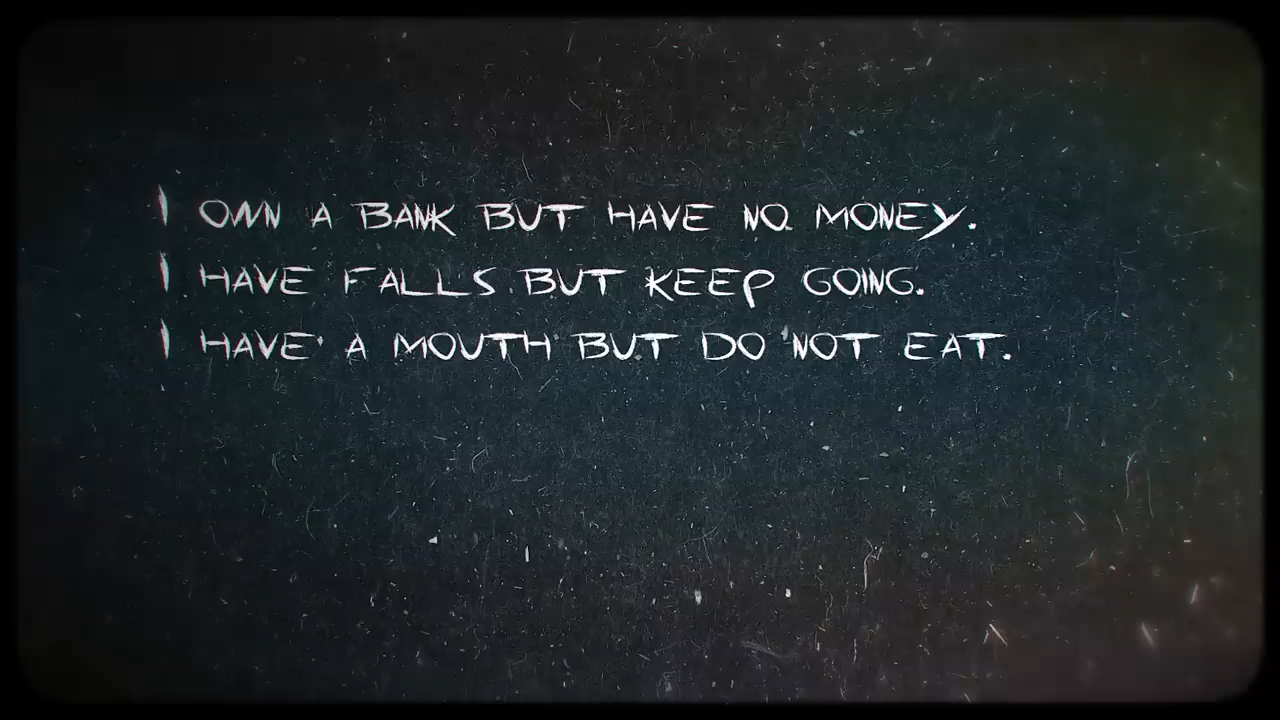 I OWN A BANK BUT HAVE NO MONEY.
I HAVE FALLS BUT KEEP GOING.
I HAVE A MOUTH BUT DO NOT EAT.